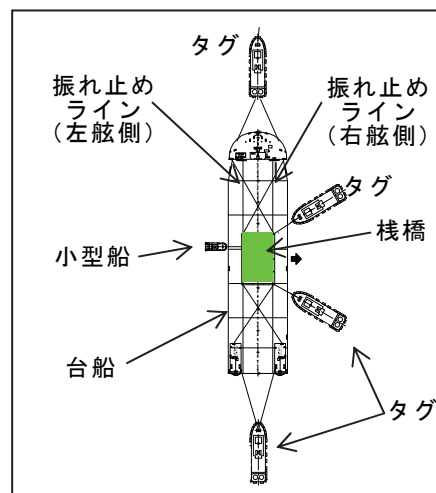 タグ
振れ止め
ライン
(左舷側)
振れ止め
ライン
(右舷側)
タグ
桟橋
小型船
台船
タグ